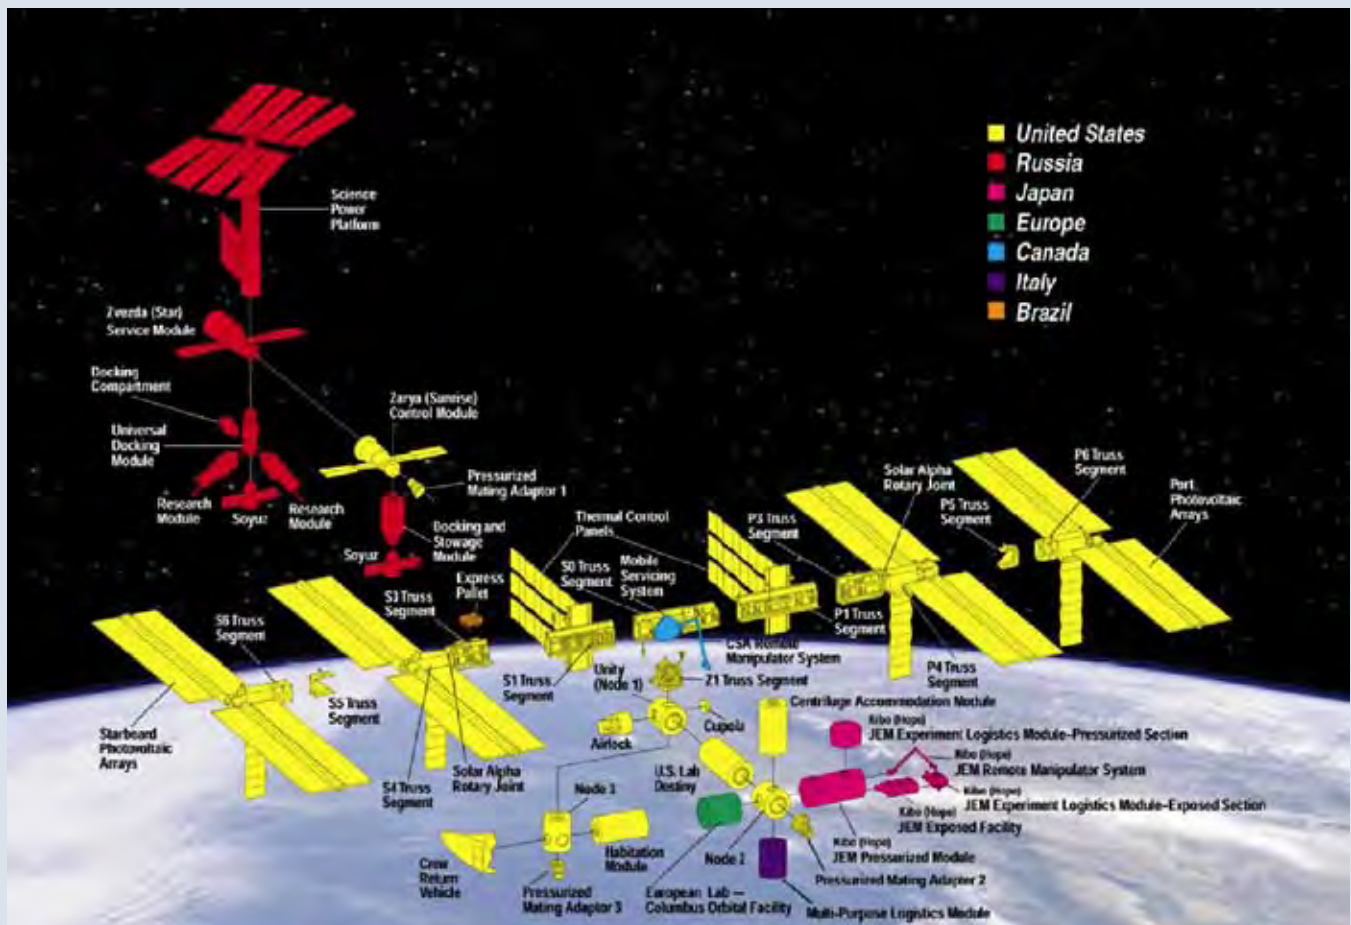 United States
Russia
Japan
Europe
Canada
Italy
Brazil
Science
Power
Platform
Zvezda (Star)
Service Module
Docking
Compartment
Universal
Docking
Module
Research
Module
Soyuz
Research
Module
Zarya (Sunrise)
Control Module
Pressurized
Mating Adaptor 1
Docking and
Stowage
Module
Soyuz
Express
Pallet
Thermal Control
Panels
S0 Truss
Segment
Mobile
Servicing
System
P3 Truss
Segment
Solar Alpha
Rotary Joint
P5 Truss
Segment
P6 Truss
Segment
Port
Photovoltaic
Arrays
S3 Truss
Segment
S6 Truss
Segment
S5 Truss
Segment
Starboard
Photovoltaic
Arrays
S4 Truss
Segment
Solar Alpha
Rotary Joint
S1 Truss
Segment
Unity
(Node 1)
CSA Remote
Manipulator System
Z1 Truss Segment
P1 Truss
Segment
P4 Truss
Segment
Airlock
Cupola
Centrifuge Accommodation Module
Kibo (Hope)
JEM Experiment Logistics Module–Pressurized Section
Kibo (Hope)
JEM Remote Manipulator System
Kibo (Hope)
JEM Experiment Logistics Module–Exposed Section
Kibo (Hope)
JEM Exposed Facility
Kibo (Hope)
JEM Pressurized Module
U.S. Lab
Destiny
Node 3
Crew
Return
Vehicle
Habitation
Module
Pressurized
Mating Adaptor 3
Node 2
European Lab —
Columbus Orbital Facility
Pressurized Mating Adapter 2
Multi-Purpose Logistics Module